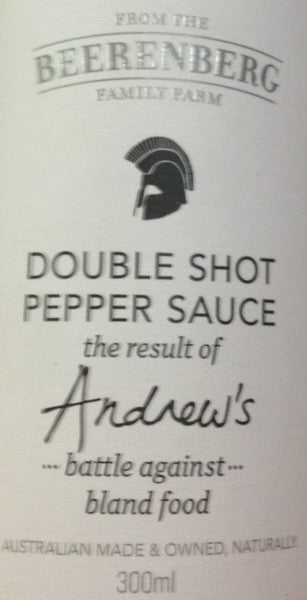 FROM THE
BEERENBERG
FAMILY FARM
DOUBLE SHOT
PEPPER SAUCE
the result of
Andrew's
... battle against ...
bland food
AUSTRALIAN MADE & OWNED, NATURALLY.
300ml